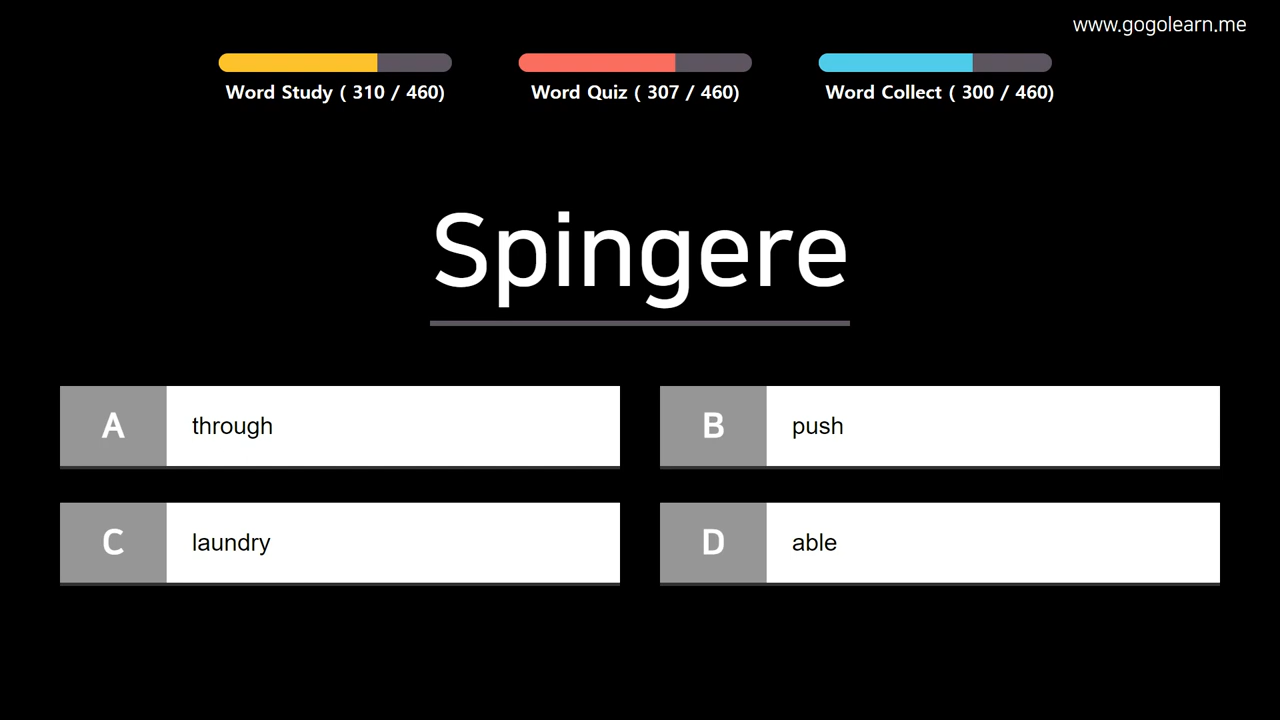 www.gogolearn.me
Word Study ( 310 / 460)
Word Quiz ( 307 / 460)
Word Collect ( 300 / 460)
Spingere
A through
B push
C laundry
D able